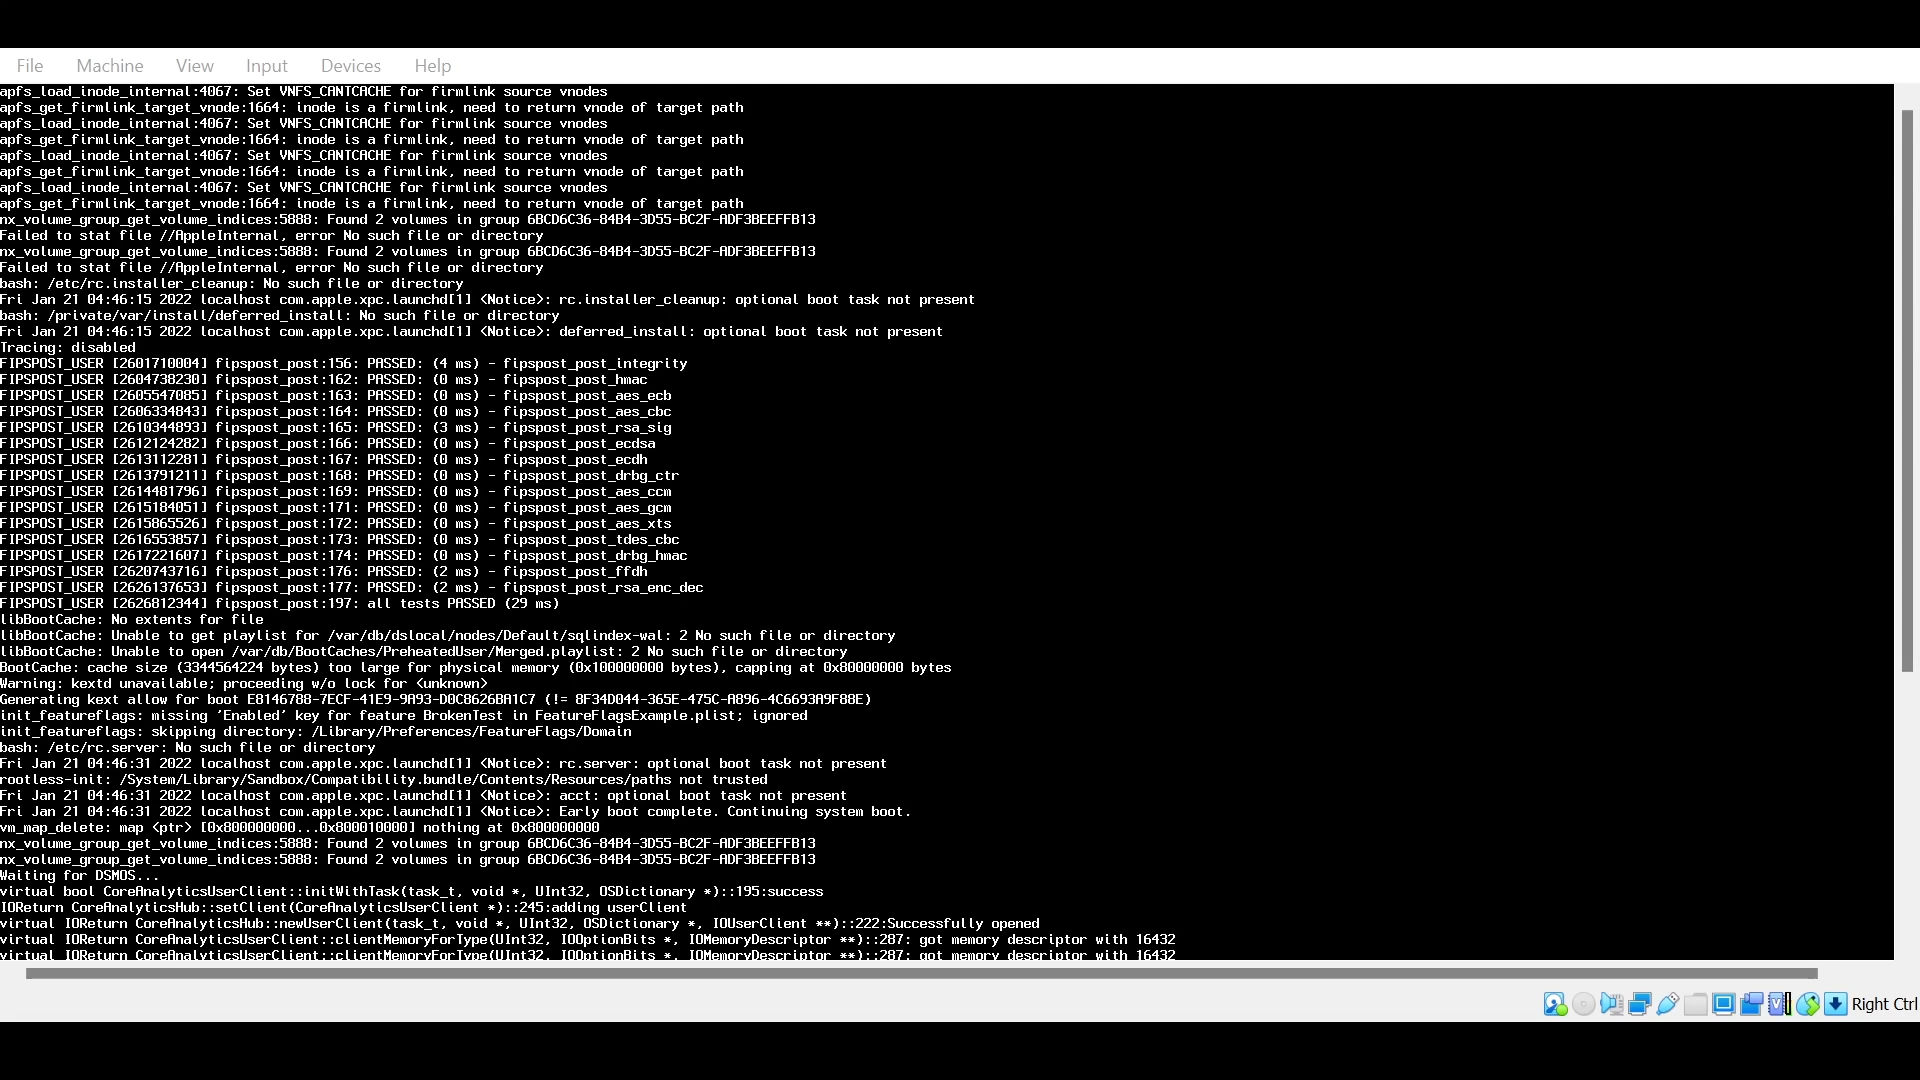 File Machine View Input Devices Help
apfs_load_inode_internal:4067: Set VNFS_CANTCACHE for firmlink source vnodes
apfs_get_firmlink_target_vnode:1664: inode is a firmlink, need to return vnode of target path
apfs_load_inode_internal:4067: Set VNFS_CANTCACHE for firmlink source vnodes
apfs_get_firmlink_target_vnode:1664: inode is a firmlink, need to return vnode of target path
apfs_load_inode_internal:4067: Set VNFS_CANTCACHE for firmlink source vnodes
apfs_get_firmlink_target_vnode:1664: inode is a firmlink, need to return vnode of target path
apfs_load_inode_internal:4067: Set VNFS_CANTCACHE for firmlink source vnodes
apfs_get_firmlink_target_vnode:1664: inode is a firmlink, need to return vnode of target path
nx_volume_group_get_volume_indices:5888: Found 2 volumes in group 6BCD6C36-84B4-3D55-BC2F-ADF3BEEFFB13
Failed to stat file //AppleInternal, error No such file or directory
nx_volume_group_get_volume_indices:5888: Found 2 volumes in group 6BCD6C36-84B4-3D55-BC2F-ADF3BEEFFB13
Failed to stat file //AppleInternal, error No such file or directory
bash: /etc/rc.installer_cleanup: No such file or directory
Fri Jan 21 04:46:15 2022 localhost com.apple.xpc.launchd[1] <Notice>: rc.installer_cleanup: optional boot task not present
bash: /private/var/install/deferred_install: No such file or directory
Fri Jan 21 04:46:15 2022 localhost com.apple.xpc.launchd[1] <Notice>: deferred_install: optional boot task not present
Tracing: disabled
FIPSPOST_USER [2601710004] fipspost_post:156: PASSED: (4 ms) - fipspost_post_integrity
FIPSPOST_USER [2604738230] fipspost_post:162: PASSED: (0 ms) - fipspost_post_hmac
FIPSPOST_USER [2605547085] fipspost_post:163: PASSED: (0 ms) - fipspost_post_aes_ecb
FIPSPOST_USER [2606334843] fipspost_post:164: PASSED: (0 ms) - fipspost_post_aes_cbc
FIPSPOST_USER [2610344893] fipspost_post:165: PASSED: (3 ms) - fipspost_post_rsa_sig
FIPSPOST_USER [2612124282] fipspost_post:166: PASSED: (0 ms) - fipspost_post_ecdsa
FIPSPOST_USER [2613112281] fipspost_post:167: PASSED: (0 ms) - fipspost_post_ecdh
FIPSPOST_USER [2613791211] fipspost_post:168: PASSED: (0 ms) - fipspost_post_drbg_ctr
FIPSPOST_USER [2614481796] fipspost_post:169: PASSED: (0 ms) - fipspost_post_aes_ccm
FIPSPOST_USER [2615184051] fipspost_post:171: PASSED: (0 ms) - fipspost_post_aes_gcm
FIPSPOST_USER [2615865526] fipspost_post:172: PASSED: (0 ms) - fipspost_post_aes_xts
FIPSPOST_USER [2616553857] fipspost_post:173: PASSED: (0 ms) - fipspost_post_tdes_cbc
FIPSPOST_USER [2617221607] fipspost_post:174: PASSED: (0 ms) - fipspost_post_drbg_hmac
FIPSPOST_USER [2620743716] fipspost_post:176: PASSED: (2 ms) - fipspost_post_ffdh
FIPSPOST_USER [2626137653] fipspost_post:177: PASSED: (2 ms) - fipspost_post_rsa_enc_dec
FIPSPOST_USER [2626812344] fipspost_post:197: all tests PASSED (29 ms)
libBootCache: No extents for file
libBootCache: Unable to get playlist for /var/db/dslocal/nodes/Default/sqlindex-wal: 2 No such file or directory
libBootCache: Unable to open /var/db/BootCaches/PreheatedUser/Merged.playlist: 2 No such file or directory
BootCache: cache size (3344564224 bytes) too large for physical memory (0x100000000 bytes), capping at 0x80000000 bytes
Warning: kextd unavailable; proceeding w/o lock for <unknown>
Generating kext allow for boot E8146788-7ECF-41E9-9A93-D0C8626BA1C7 (!= 8F34D044-365E-475C-A896-4C6693A9F88E)
init_featureflags: missing 'Enabled' key for feature BrokenTest in FeatureFlagsExample.plist; ignored
init_featureflags: skipping directory: /Library/Preferences/FeatureFlags/Domain
bash: /etc/rc.server: No such file or directory
Fri Jan 21 04:46:31 2022 localhost com.apple.xpc.launchd[1] <Notice>: rc.server: optional boot task not present
rootless-init: /System/Library/Sandbox/Compatibility.bundle/Contents/Resources/paths not trusted
Fri Jan 21 04:46:31 2022 localhost com.apple.xpc.launchd[1] <Notice>: acct: optional boot task not present
Fri Jan 21 04:46:31 2022 localhost com.apple.xpc.launchd[1] <Notice>: Early boot complete. Continuing system boot.
vm_map_delete: map <ptr> [0x800000000...0x800010000] nothing at 0x800000000
nx_volume_group_get_volume_indices:5888: Found 2 volumes in group 6BCD6C36-84B4-3D55-BC2F-ADF3BEEFFB13
nx_volume_group_get_volume_indices:5888: Found 2 volumes in group 6BCD6C36-84B4-3D55-BC2F-ADF3BEEFFB13
Waiting for DSMOS...
virtual bool CoreAnalyticsUserClient::initWithTask(task_t, void *, UInt32, OSDictionary *)::195:success
IOReturn CoreAnalyticsHub::setClient(CoreAnalyticsUserClient *)::245:adding userClient
virtual IOReturn CoreAnalyticsHub::newUserClient(task_t, void *, UInt32, OSDictionary *, IOUserClient **)::222:Successfully opened
virtual IOReturn CoreAnalyticsUserClient::clientMemoryForType(UInt32, IOOptionBits *, IOMemoryDescriptor **)::287: got memory descriptor with 16432
virtual IOReturn CoreAnalyticsUserClient::clientMemoryForType(UInt32, IOOptionBits *, IOMemoryDescriptor **)::287: got memory descriptor with 16432
Right Ctrl